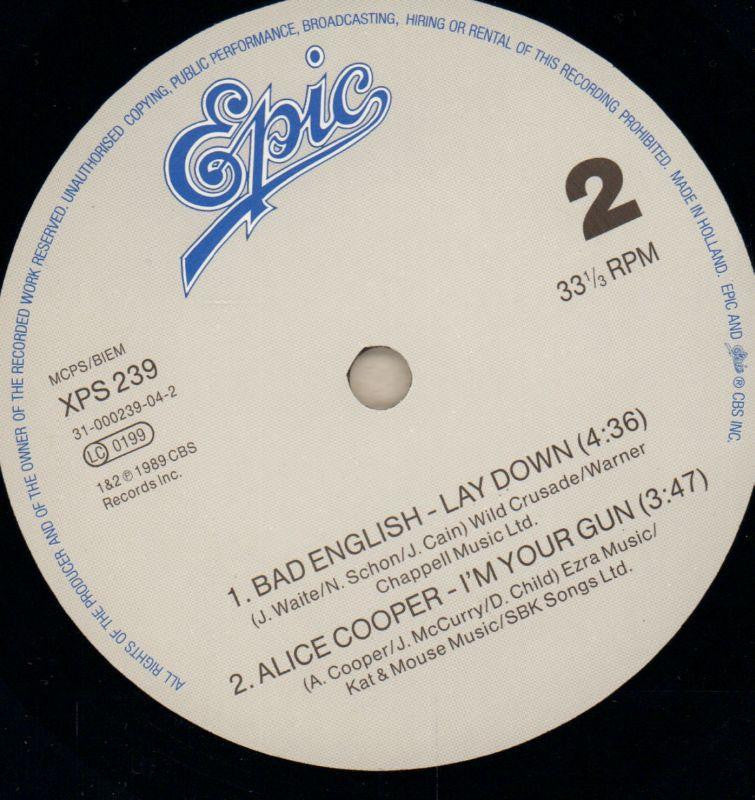 ALL RIGHTS OF THE PRODUCER AND OF THE OWNER OF THE RECORDED WORK RESERVED. UNAUTHORISED COPYING, PUBLIC PERFORMANCE, BROADCASTING, HIRING OR RENTAL OF THIS RECORDING PROHIBITED. MADE IN HOLLAND. EPIC AND Epic ® CBS INC.
Epic
2
33⅓ RPM
MCPS/BIEM
XPS 239
31-000239-04-2
LC 0199
1&2 ℗ 1989 CBS
Records Inc.
1. BAD ENGLISH - LAY DOWN (4:36)
(J. Waite/N. Schon/J. Cain) Wild Crusade/Warner
Chappell Music Ltd.
2. ALICE COOPER - I'M YOUR GUN (3:47)
(A. Cooper/J. McCurry/D. Child) Ezra Music/
Kat & Mouse Music/SBK Songs Ltd.